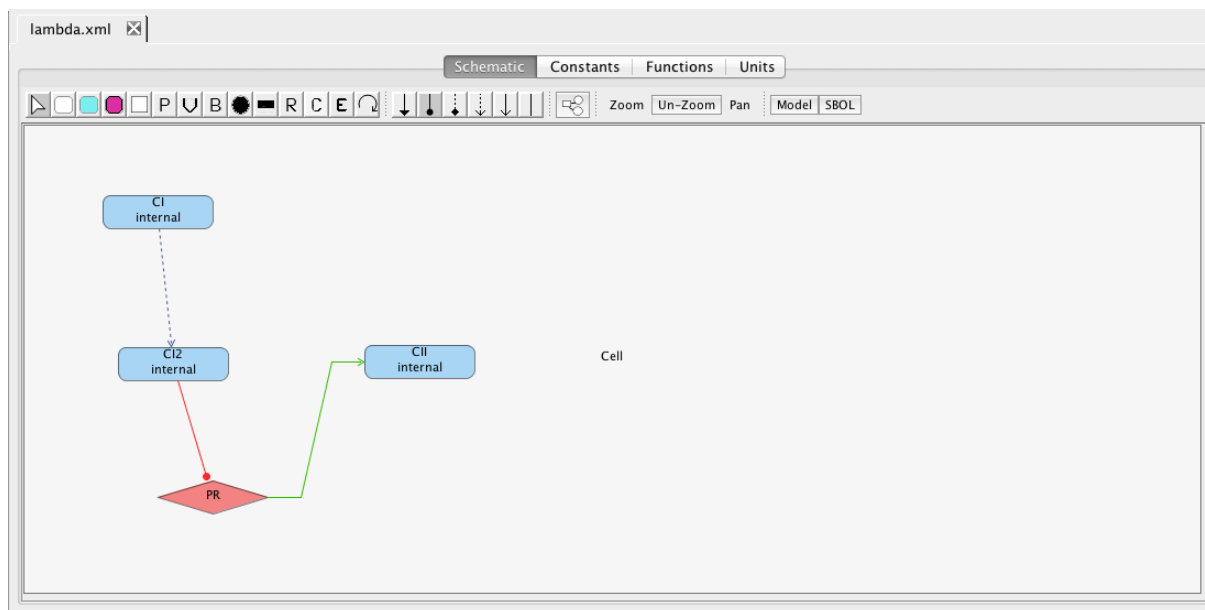 lambda.xml
Schematic Constants Functions Units
P V B R C E Zoom Un-Zoom Pan Model SBOL
CI
internal
CI2
internal
CII
internal
Cell
PR